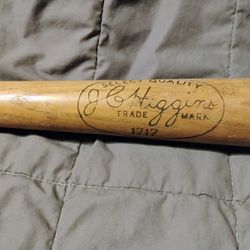 SELECT QUALITY
J.C. Higgins
TRADE MARK
1717